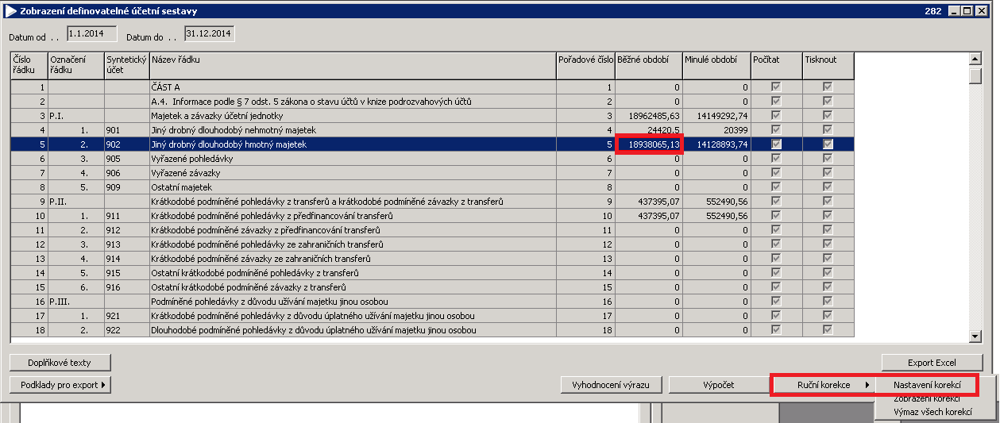 Zobrazení definovatelné účetní sestavy 282
Datum od . . 1.1.2014 Datum do . . 31.12.2014
Číslo řádku Označení řádku Syntetický účet Název řádku Pořadové číslo Běžné období Minulé období Počítat Tisknout
1 ČÁST A 1 0 0
2 A.4. Informace podle § 7 odst. 5 zákona o stavu účtů v knize podrozvahových účtů 2 0 0
3 P.I. Majetek a závazky účetní jednotky 3 18962485,63 14149292,74
4 1. 901 Jiný drobný dlouhodobý nehmotný majetek 4 24420,5 20399
5 2. 902 Jiný drobný dlouhodobý hmotný majetek 5 18938065,13 14128893,74
6 3. 905 Vyřazené pohledávky 6 0 0
7 4. 906 Vyřazené závazky 7 0 0
8 5. 909 Ostatní majetek 8 0 0
9 P.II. Krátkodobé podmíněné pohledávky z transferů a krátkodobé podmíněné závazky z transferů 9 437395,07 552490,56
10 1. 911 Krátkodobé podmíněné pohledávky z předfinancování transferů 10 437395,07 552490,56
11 2. 912 Krátkodobé podmíněné závazky z předfinancování transferů 11 0 0
12 3. 913 Krátkodobé podmíněné pohledávky ze zahraničních transferů 12 0 0
13 4. 914 Krátkodobé podmíněné závazky ze zahraničních transferů 13 0 0
14 5. 915 Ostatní krátkodobé podmíněné pohledávky z transferů 14 0 0
15 6. 916 Ostatní krátkodobé podmíněné závazky z transferů 15 0 0
16 P.III. Podmíněné pohledávky z důvodu užívání majetku jinou osobou 16 0 0
17 1. 921 Krátkodobé podmíněné pohledávky z důvodu úplatného užívání majetku jinou osobou 17 0 0
18 2. 922 Dlouhodobé podmíněné pohledávky z důvodu úplatného užívání majetku jinou osobou 18 0 0
Doplňkové texty Export Excel
Podklady pro export Vyhodnocení výrazu Výpočet Ruční korekce Nastavení korekcí
Zobrazení korekcí
Výmaz všech korekcí